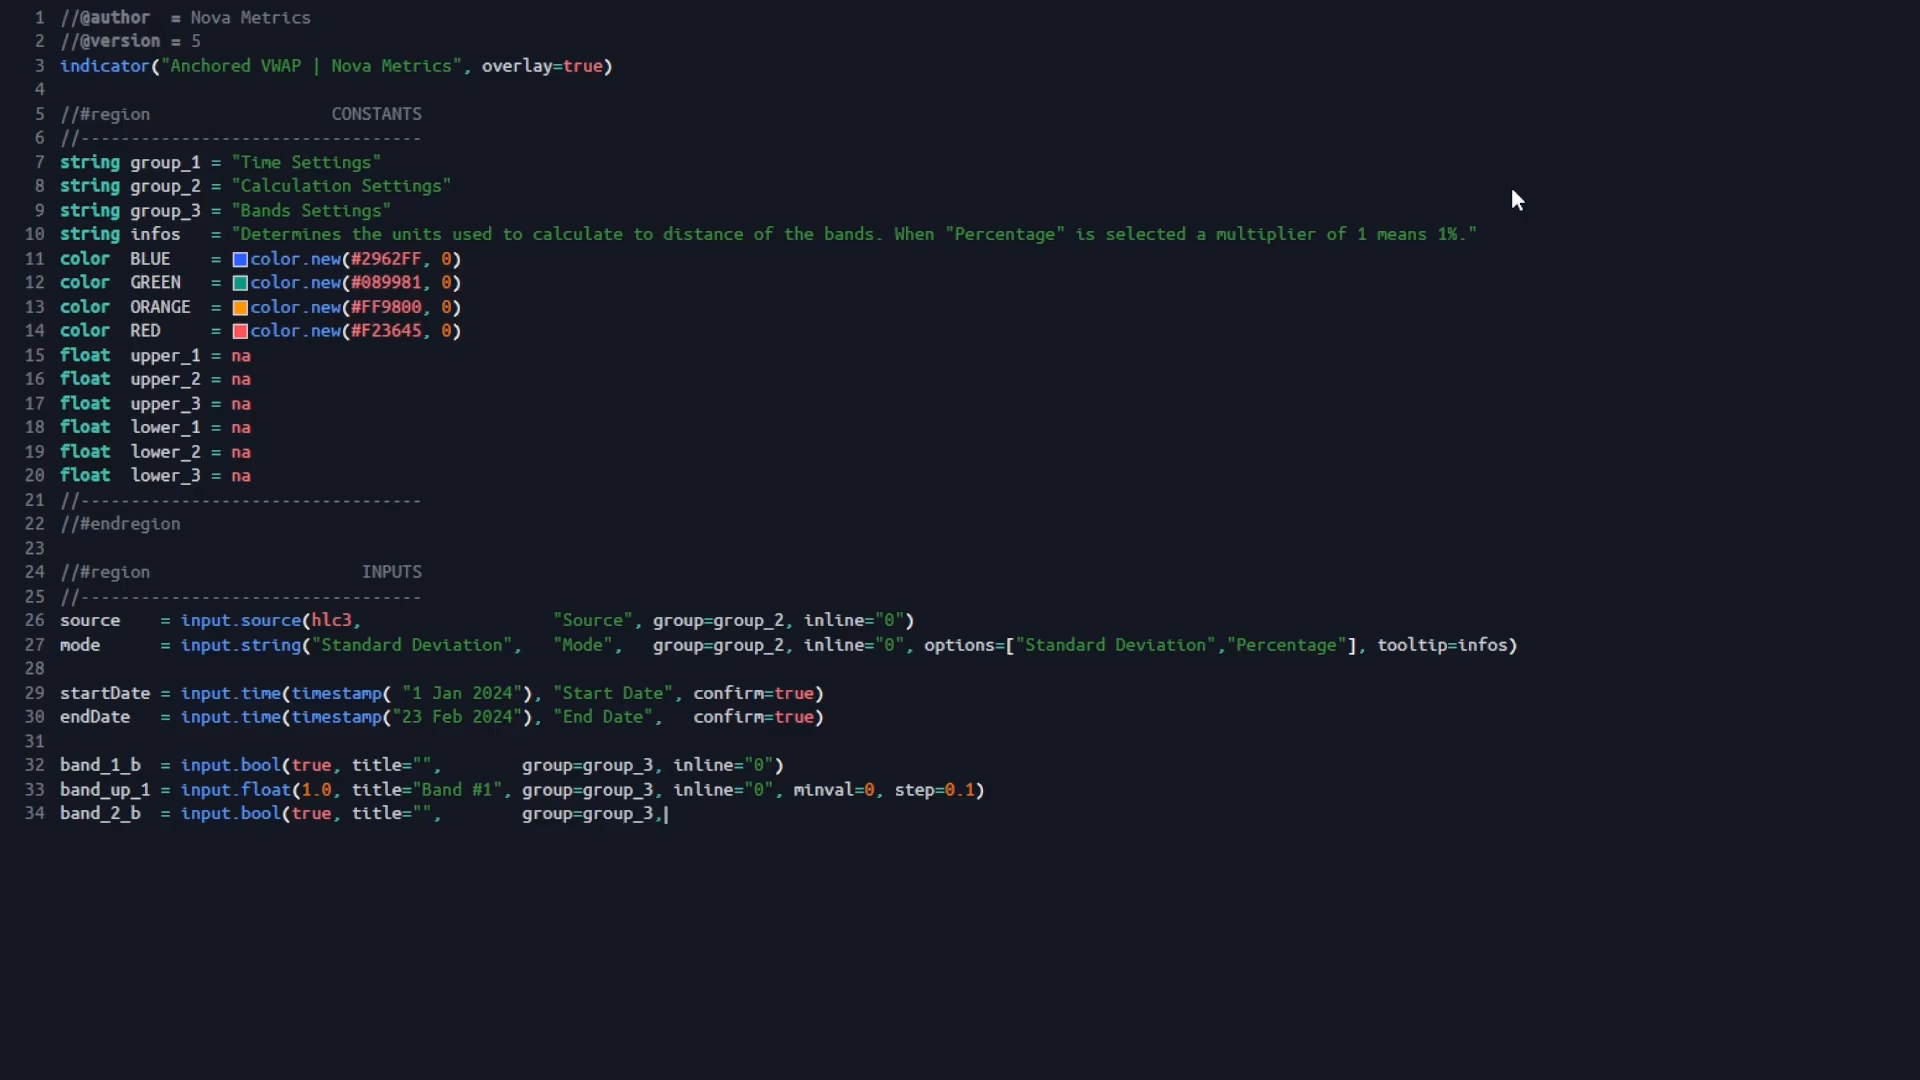 1 //@author  = Nova Metrics
2 //@version = 5
3 indicator("Anchored VWAP | Nova Metrics", overlay=true)
4
5 //#region                  CONSTANTS
6 //----------------------------------
7 string group_1 = "Time Settings"
8 string group_2 = "Calculation Settings"
9 string group_3 = "Bands Settings"
10 string infos   = "Determines the units used to calculate to distance of the bands. When "Percentage" is selected a multiplier of 1 means 1%."
11 color  BLUE    = color.new(#2962FF, 0)
12 color  GREEN   = color.new(#089981, 0)
13 color  ORANGE  = color.new(#FF9800, 0)
14 color  RED     = color.new(#F23645, 0)
15 float  upper_1 = na
16 float  upper_2 = na
17 float  upper_3 = na
18 float  lower_1 = na
19 float  lower_2 = na
20 float  lower_3 = na
21 //----------------------------------
22 //#endregion
23
24 //#region                     INPUTS
25 //----------------------------------
26 source    = input.source(hlc3,                   "Source", group=group_2, inline="0")
27 mode      = input.string("Standard Deviation",   "Mode",   group=group_2, inline="0", options=["Standard Deviation","Percentage"], tooltip=infos)
28
29 startDate = input.time(timestamp( "1 Jan 2024"), "Start Date", confirm=true)
30 endDate   = input.time(timestamp("23 Feb 2024"), "End Date",   confirm=true)
31
32 band_1_b  = input.bool(true, title="",        group=group_3, inline="0")
33 band_up_1 = input.float(1.0, title="Band #1", group=group_3, inline="0", minval=0, step=0.1)
34 band_2_b  = input.bool(true, title="",        group=group_3,